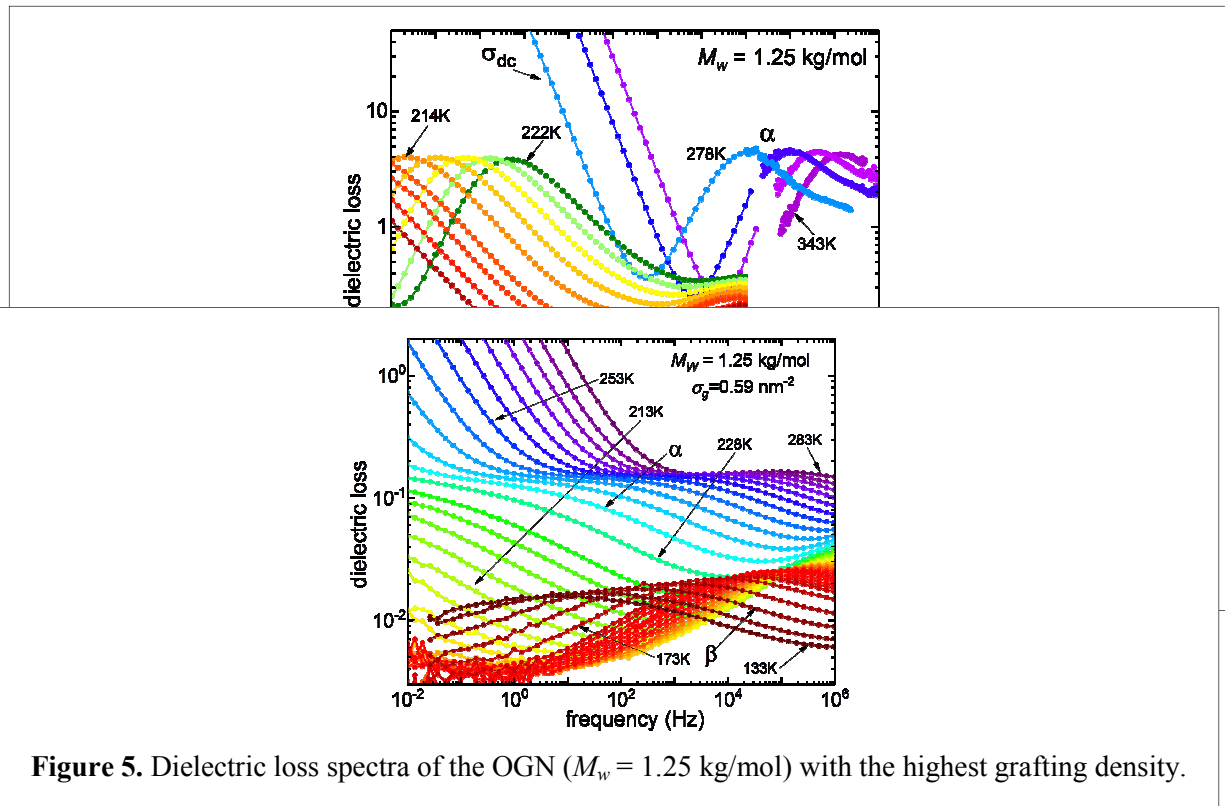 σdc
Mw = 1.25 kg/mol
10
214K
222K
278K
α
1
343K
dielectric loss
10^0
Mw = 1.25 kg/mol
σg=0.59 nm^-2
253K
213K
α
228K
283K
10^-1
dielectric loss
10^-2
173K
β
133K
10^-2 10^0 10^2 10^4 10^6
frequency (Hz)
Figure 5. Dielectric loss spectra of the OGN (Mw = 1.25 kg/mol) with the highest grafting density.